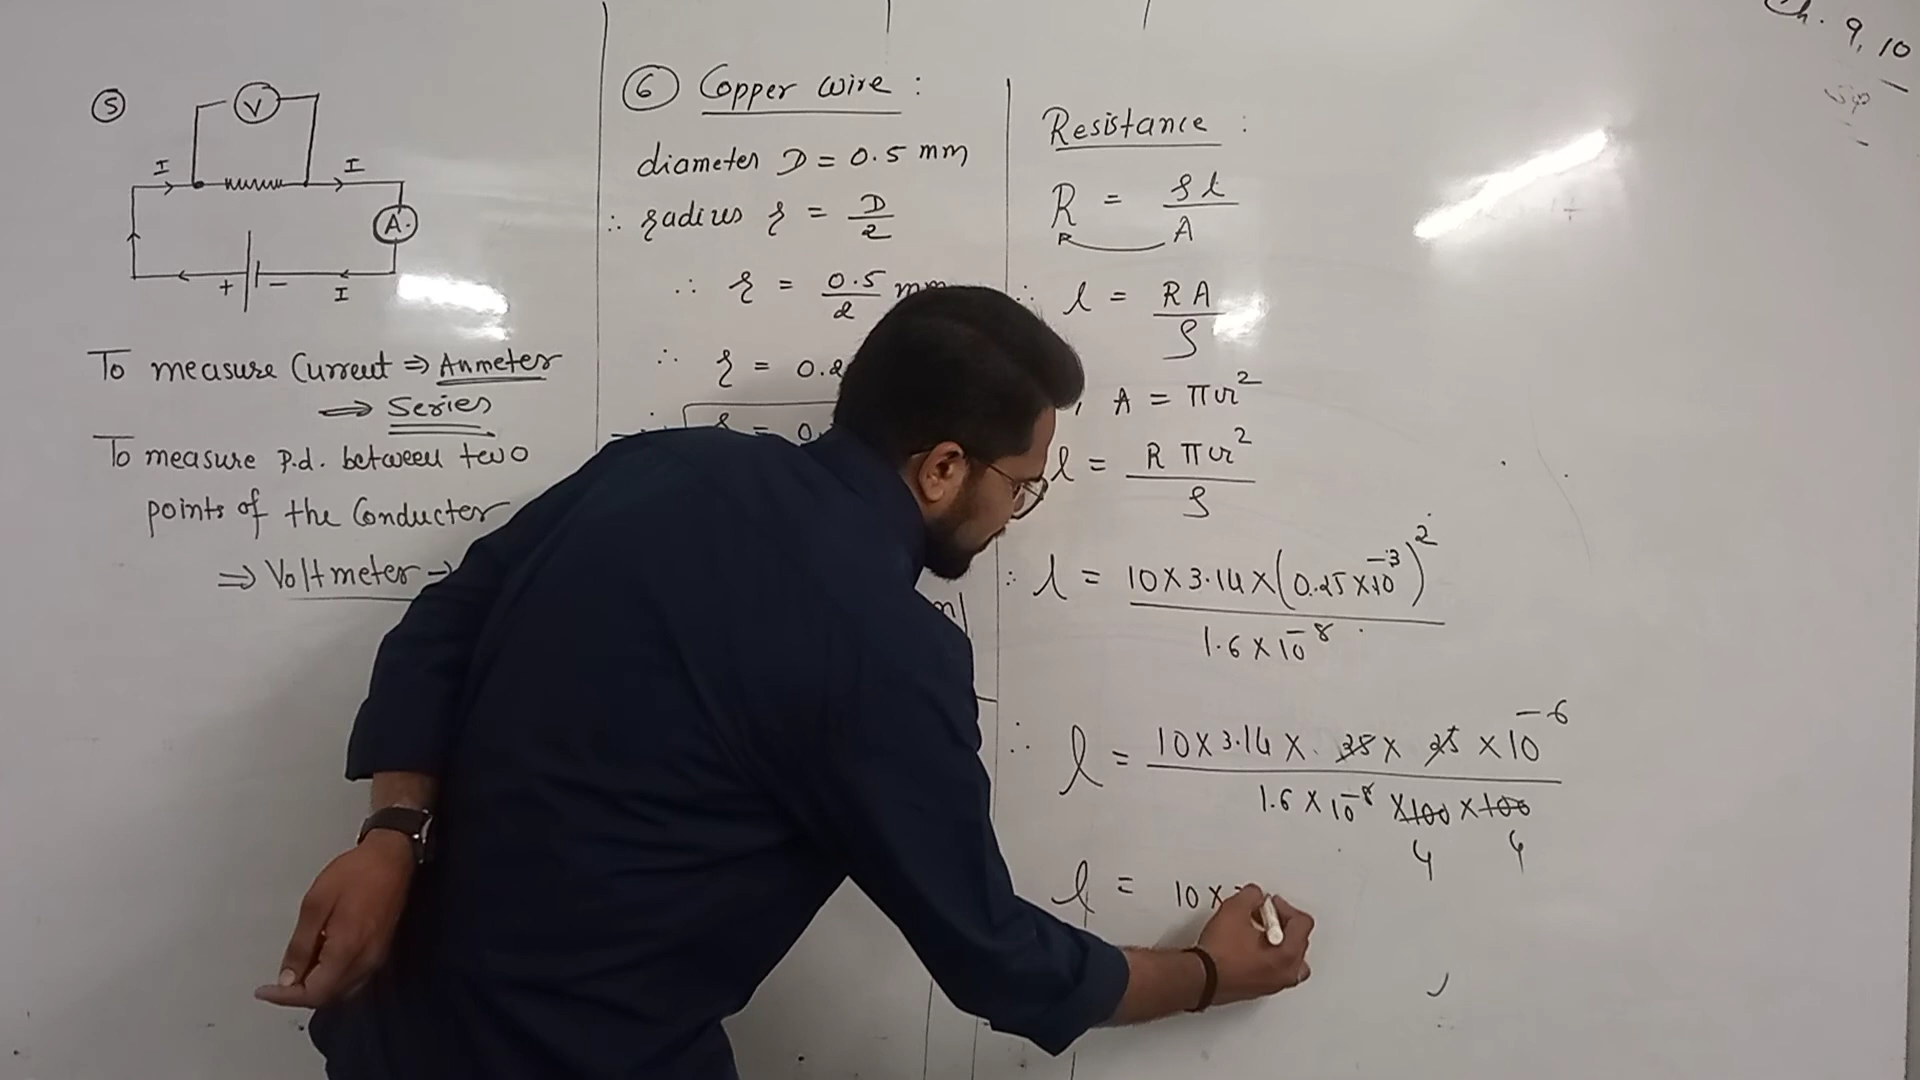 Ch. 9, 10
5
V
I I
A
+ - I
To measure Current ⇒ Anmeter
⇒ Series
To measure P.d. between two
points of the Conductor
⇒ Voltmeter →
6 Copper wire :
diameter D = 0.5 mm
∴ radius r = D/2
∴ r = 0.5/2 mm
∴ r = 0.2
∴ r = 0.
Resistance :
R = ρl/A
∴ l = RA/ρ
, A = πr²
l = Rπr²/ρ
∴ l = 10 × 3.14 × (0.25 × 10⁻³)² / 1.6 × 10⁻⁸
∴ l = 10 × 3.14 × 25 × 25 × 10⁻⁶ / 1.6 × 10⁻⁸ × 100 × 100
4 4
l = 10 ×